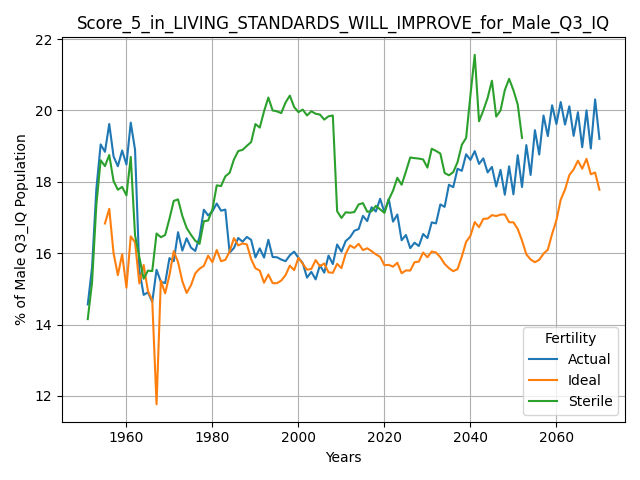 Score_5_in_LIVING_STANDARDS_WILL_IMPROVE_for_Male_Q3_IQ
% of Male Q3_IQ Population
22
20
18
16
14
12
1960 1980 2000 2020 2040 2060
Years
Fertility
Actual
Ideal
Sterile